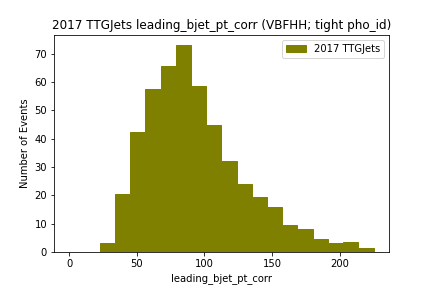 2017 TTGJets leading_bjet_pt_corr (VBFHH; tight pho_id)
2017 TTGJets
Number of Events
70
60
50
40
30
20
10
0
0 50 100 150 200
leading_bjet_pt_corr